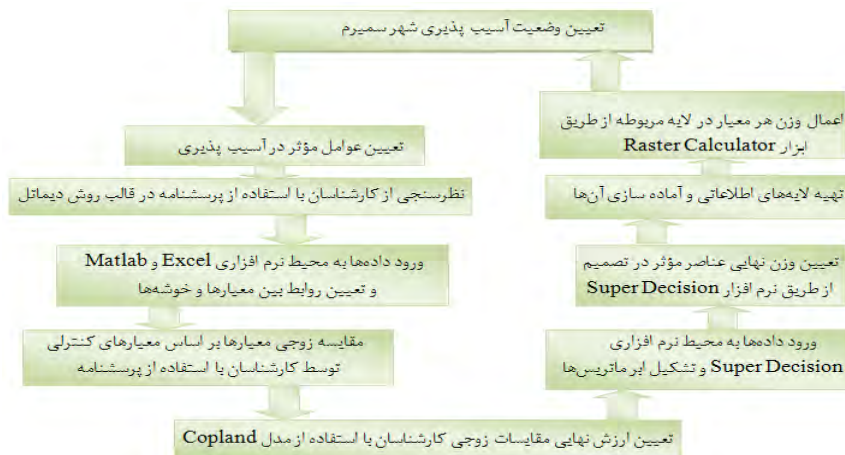 تعیین وضعیت آسیب پذیری شهر سمیرم
تعیین عوامل مؤثر در آسیب پذیری
نظرسنجی از کارشناسان با استفاده از پرسشنامه در قالب روش دیماتل
ورود داده‌ها به محیط نرم افزاری Excel و Matlab
و تعیین روابط بین معیارها و خوشه‌ها
مقایسه زوجی معیارها بر اساس معیارهای کنترلی
توسط کارشناسان با استفاده از پرسشنامه
تعیین ارزش نهایی مقایسات زوجی کارشناسان با استفاده از مدل Copland
ورود داده‌ها به محیط نرم افزاری
Super Decision و تشکیل ابر ماتریس‌ها
تعیین وزن نهایی عناصر مؤثر در تصمیم
از طریق نرم افزار Super Decision
تهیه لایه‌های اطلاعاتی و آماده سازی آن‌ها
اعمال وزن هر معیار در لایه مربوطه از طریق
ابزار Raster Calculator